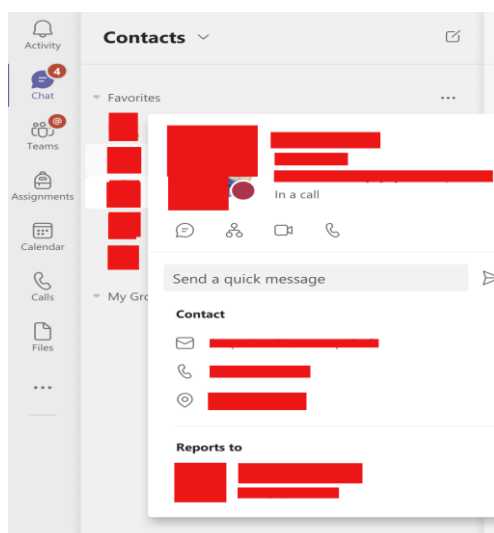 Activity
4
Chat
@
Teams
Assignments
Calendar
Calls
Files
Contacts
Favorites
My Gro
In a call
Send a quick message
Contact
Reports to